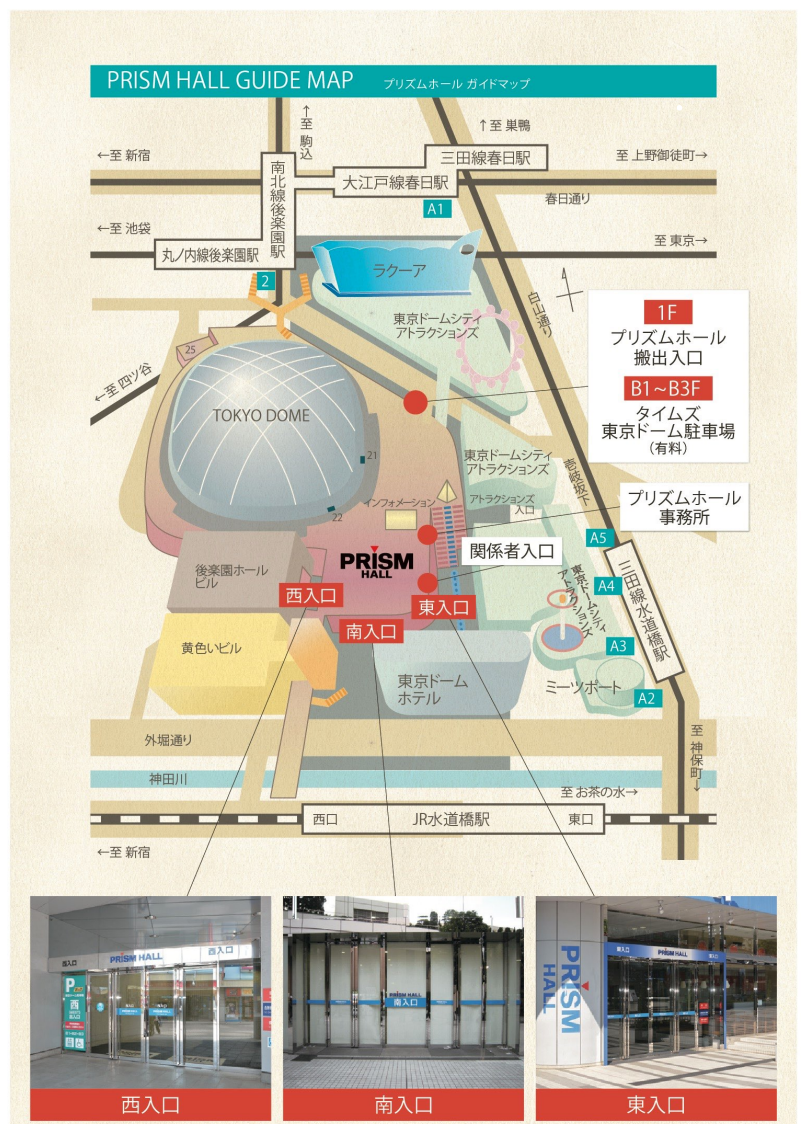 PRISM HALL GUIDE MAP プリズムホール ガイドマップ
↑至 駒込
↑至 巣鴨
←至 新宿
三田線春日駅
至 上野御徒町→
南北線後楽園駅
大江戸線春日駅
春日通り
A1
←至 池袋
丸ノ内線後楽園駅
至 東京→
ラクーア
2
白山通り
東京ドームシティ
アトラクションズ
1F
プリズムホール
搬出入口
B1~B3F
タイムズ
東京ドーム駐車場
(有料)
25
←至 四ツ谷
TOKYO DOME
21
22
東京ドームシティ
アトラクションズ
壱岐坂下
インフォメーション
アトラクションズ
入口
プリズムホール
事務所
PRISM
HALL
関係者入口
A5
後楽園ホール
ビル
西入口
東入口
南入口
東京ドームシティ
アトラクションズ
A4
三田線水道橋駅
黄色いビル
A3
東京ドーム
ホテル
ミーツポート
A2
外堀通り
至 神保町→
神田川
至 お茶の水→
西口
JR水道橋駅
東口
←至 新宿
西入口
PRISM HALL
西入口
P
西
PRISM HALL
南入口
東入口
PRISM HALL
東入口
PRISM
HALL
西入口
南入口
東入口